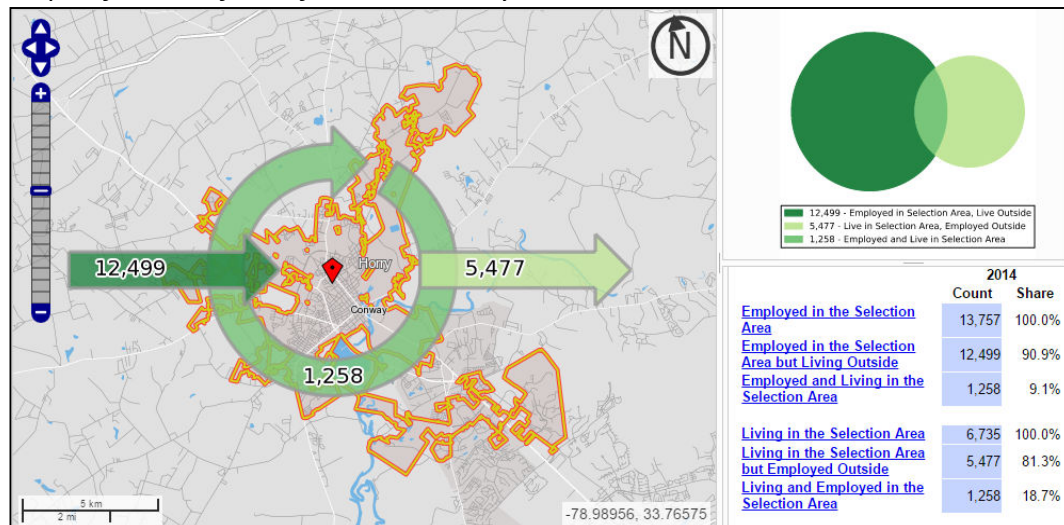 N
+
−
12,499
5,477
1,258
Horry
Conway
5 km
2 mi
-78.98956, 33.76575
12,499 - Employed in Selection Area, Live Outside
5,477 - Live in Selection Area, Employed Outside
1,258 - Employed and Live in Selection Area
2014
Count Share
Employed in the Selection
Area 13,757 100.0%
Employed in the Selection
Area but Living Outside 12,499 90.9%
Employed and Living in the
Selection Area 1,258 9.1%
Living in the Selection Area 6,735 100.0%
Living in the Selection Area
but Employed Outside 5,477 81.3%
Living and Employed in the
Selection Area 1,258 18.7%